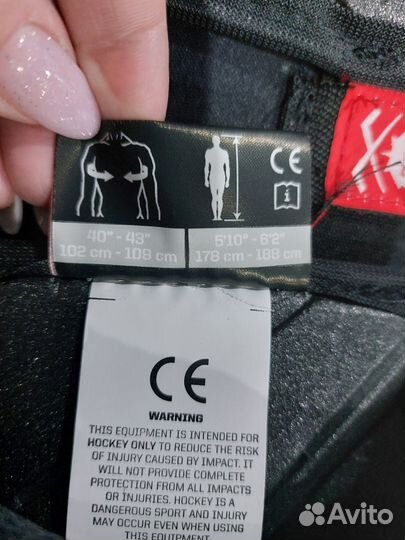 CE
i
40" - 43"
102 cm - 109 cm
5'10" - 6'2"
178 cm - 188 cm
CE
WARNING
THIS EQUIPMENT IS INTENDED FOR
HOCKEY ONLY TO REDUCE THE RISK
OF INJURY CAUSED BY IMPACT. IT
WILL NOT PROVIDE COMPLETE
PROTECTION FROM ALL IMPACTS
OR INJURIES. HOCKEY IS A
DANGEROUS SPORT AND INJURY
MAY OCCUR EVEN WHEN USING
THIS EQUIPMENT.
Avito